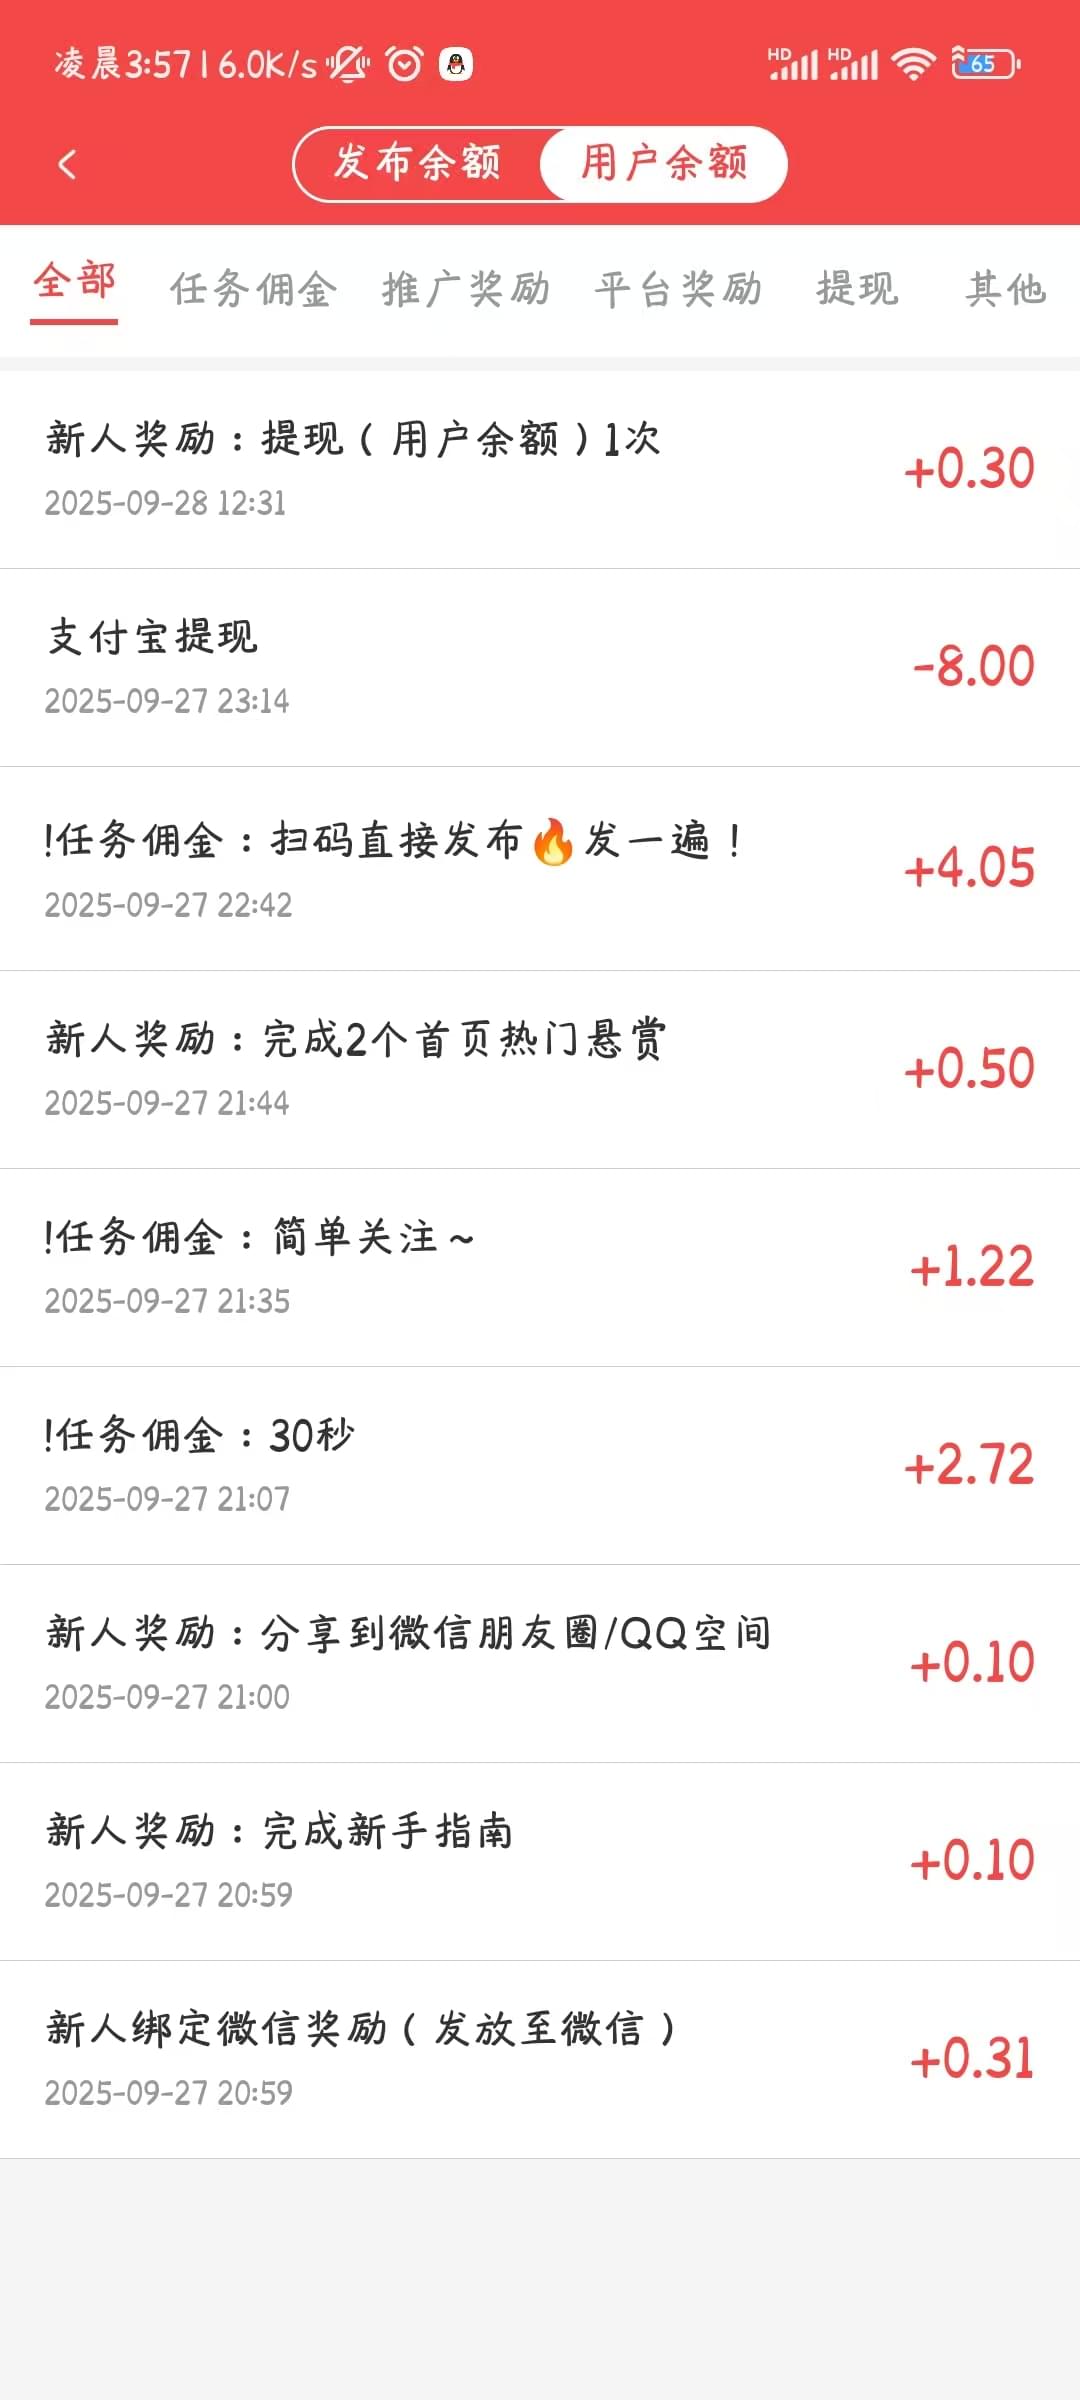 凌晨3:57 | 6.0K/s
HD HD 65
发布余额 用户余额
全部 任务佣金 推广奖励 平台奖励 提现 其他
新人奖励：提现（用户余额）1次
+0.30
2025-09-28 12:31
支付宝提现
-8.00
2025-09-27 23:14
!任务佣金：扫码直接发布🔥发一遍！
+4.05
2025-09-27 22:42
新人奖励：完成2个首页热门悬赏
+0.50
2025-09-27 21:44
!任务佣金：简单关注~
+1.22
2025-09-27 21:35
!任务佣金：30秒
+2.72
2025-09-27 21:07
新人奖励：分享到微信朋友圈/QQ空间
+0.10
2025-09-27 21:00
新人奖励：完成新手指南
+0.10
2025-09-27 20:59
新人绑定微信奖励（发放至微信）
+0.31
2025-09-27 20:59